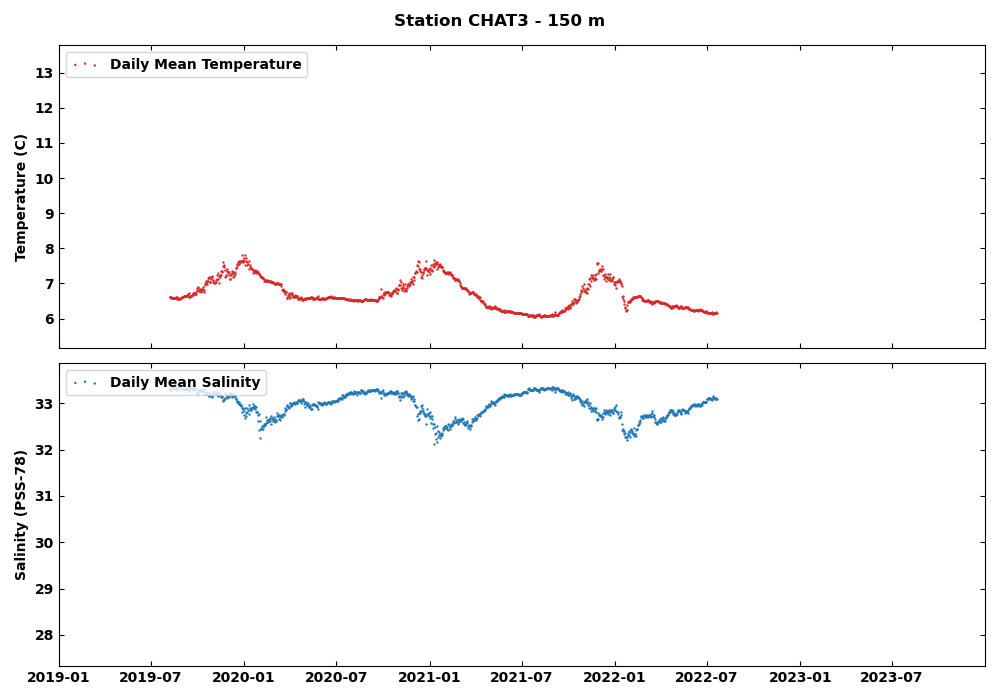 Station CHAT3 - 150 m
Daily Mean Temperature
Temperature (C)
13
12
11
10
9
8
7
6
Daily Mean Salinity
Salinity (PSS-78)
33
32
31
30
29
28
2019-01 2019-07 2020-01 2020-07 2021-01 2021-07 2022-01 2022-07 2023-01 2023-07